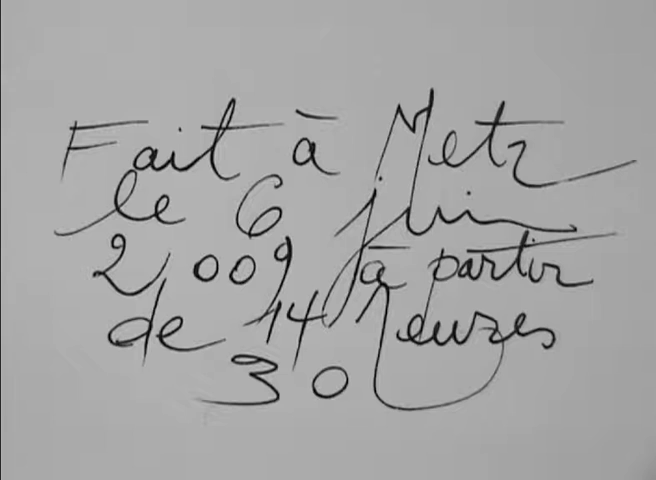 Fait à Metz
le 6 juin
2009 à partir
de 14 heures
30